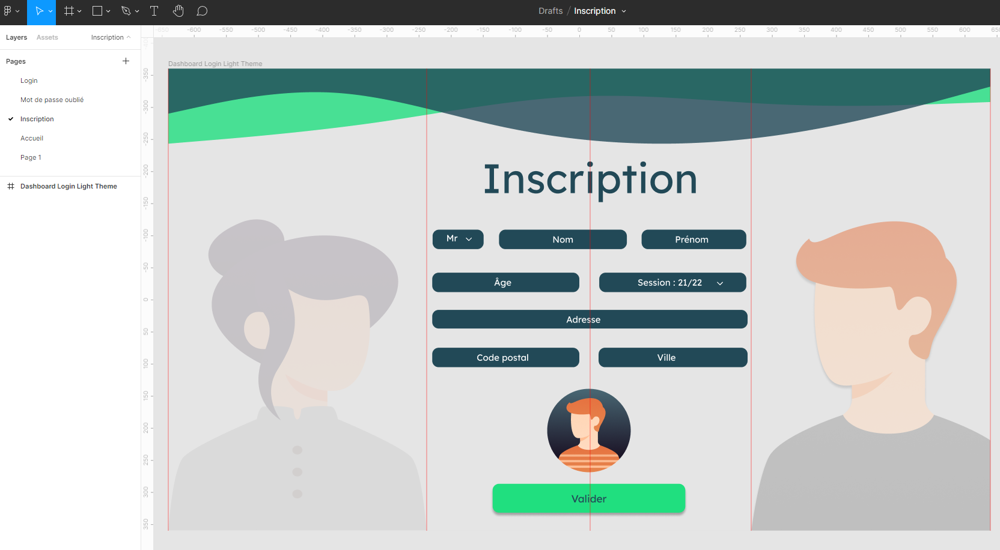 Drafts / Inscription
-650 -600 -550 -500 -450 -400 -350 -300 -250 -200 -150 -100 -50 0 50 100 150 200 250 300 350 400 450 500 550 600 650
Layers Assets Inscription
Pages
Login
Mot de passe oublié
Inscription
Accueil
Page 1
Dashboard Login Light Theme
-400
-350
-300
-250
-200
-150
-100
-50
0
50
100
150
200
250
300
350
Dashboard Login Light Theme
Inscription
Mr Nom Prénom
Âge Session : 21/22
Adresse
Code postal Ville
Valider